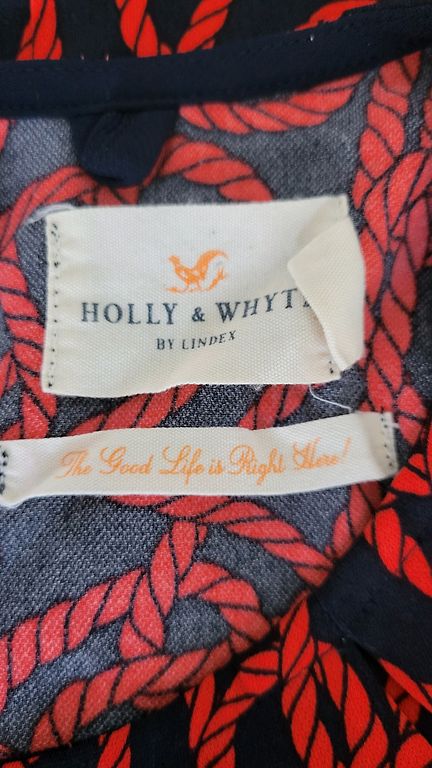 HOLLY & WHYT
BY LINDEX
The Good Life is Right Here!